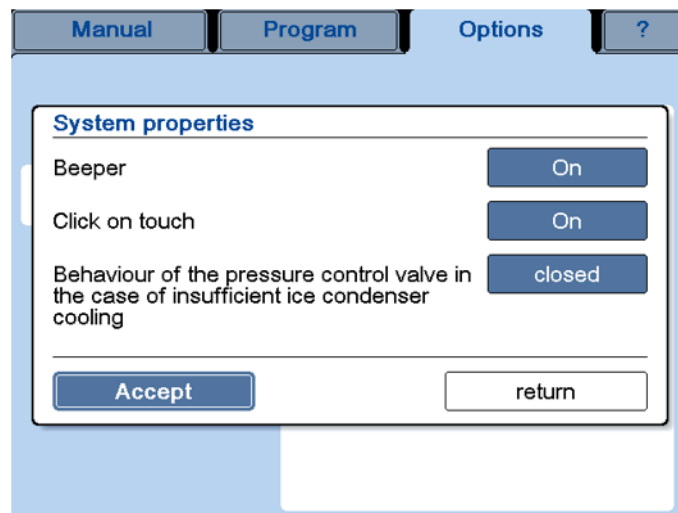 Manual Program Options ?
System properties
Beeper On
Click on touch On
Behaviour of the pressure control valve in closed
the case of insufficient ice condenser
cooling
Accept return